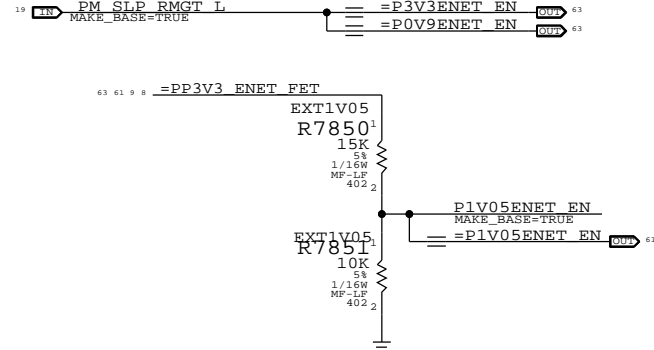 19 IN PM_SLP_RMGT_L =P3V3ENET_EN OUT 63
MAKE_BASE=TRUE
=P0V9ENET_EN OUT 63
63 61 9 8 =PP3V3_ENET_FET
EXT1V05
R7850 1
15K
5%
1/16W
MF-LF
402 2
P1V05ENET_EN
MAKE_BASE=TRUE
=P1V05ENET_EN OUT 61
EXT1V05
R7851 1
10K
5%
1/16W
MF-LF
402 2